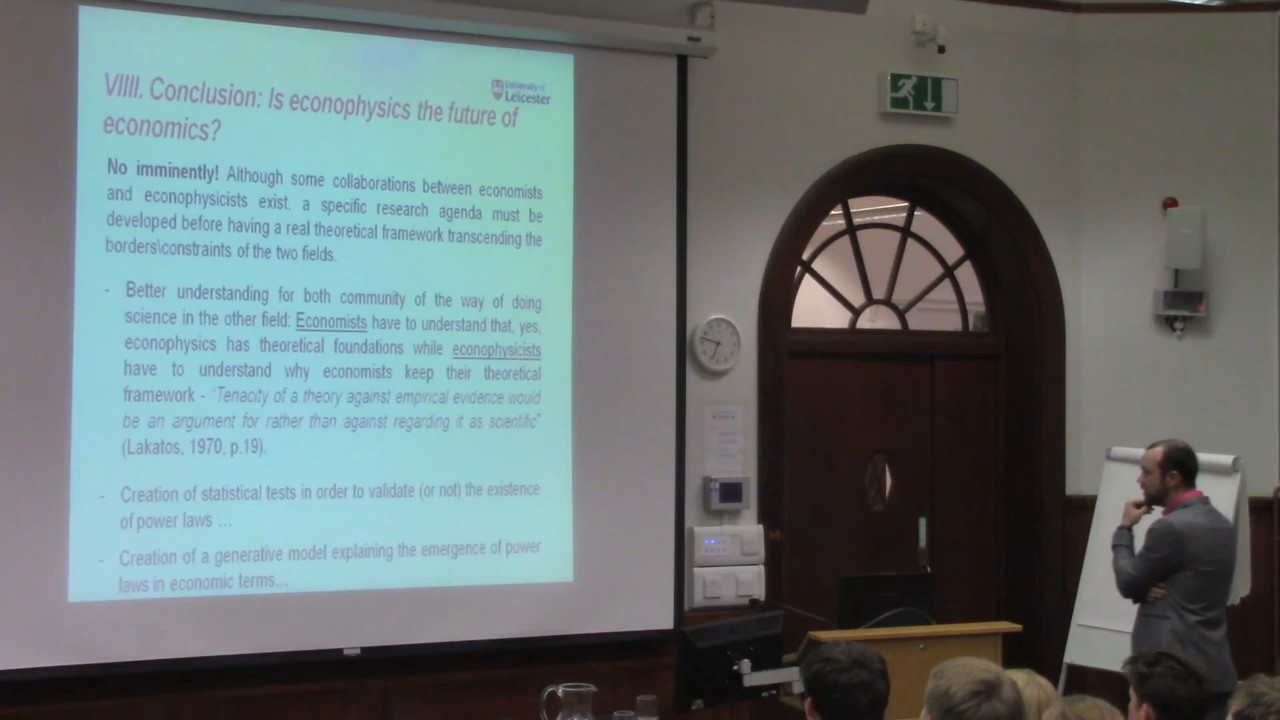 VIIII. Conclusion: Is econophysics the future of
economics?
University of
Leicester
No imminently! Although some collaborations between economists
and econophysicists exist, a specific research agenda must be
developed before having a real theoretical framework transcending the
borders\constraints of the two fields.
- Better understanding for both community of the way of doing
science in the other field: Economists have to understand that, yes,
econophysics has theoretical foundations while econophysicists
have to understand why economists keep their theoretical
framework - "Tenacity of a theory against empirical evidence would
be an argument for rather than against regarding it as scientific"
(Lakatos, 1970, p.19).
- Creation of statistical tests in order to validate (or not) the existence
of power laws ...
- Creation of a generative model explaining the emergence of power
laws in economic terms...